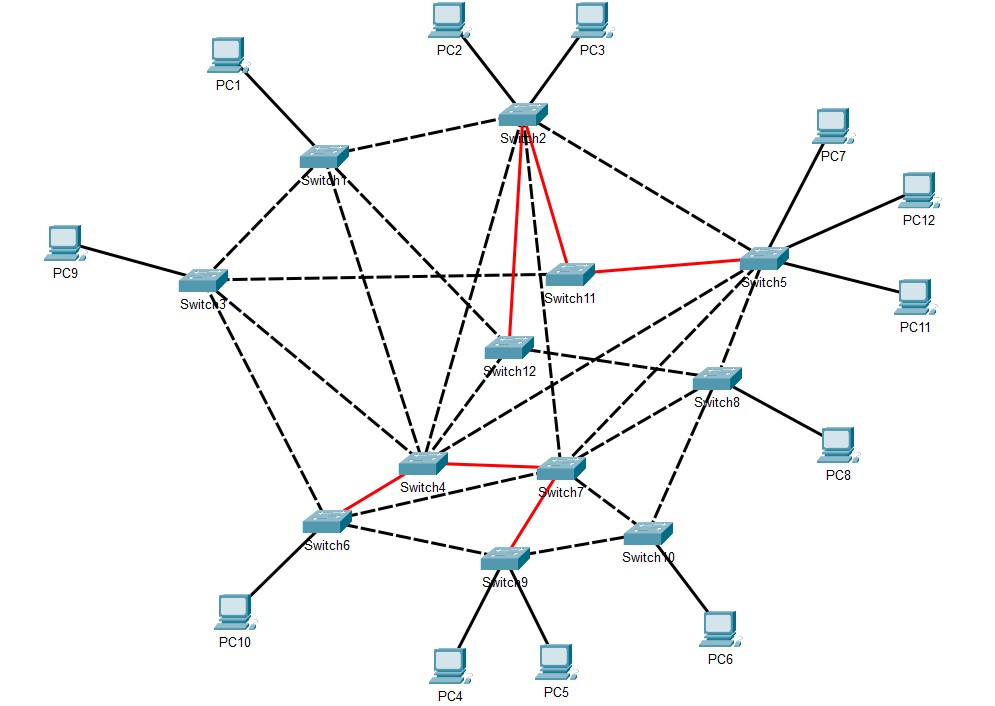 PC2
PC3
PC1
Switch2
PC7
Switch1
PC12
PC9
Switch5
Switch3
Switch11
PC11
Switch12
Switch8
PC8
Switch4
Switch7
Switch6
Switch10
Switch9
PC10
PC6
PC4
PC5